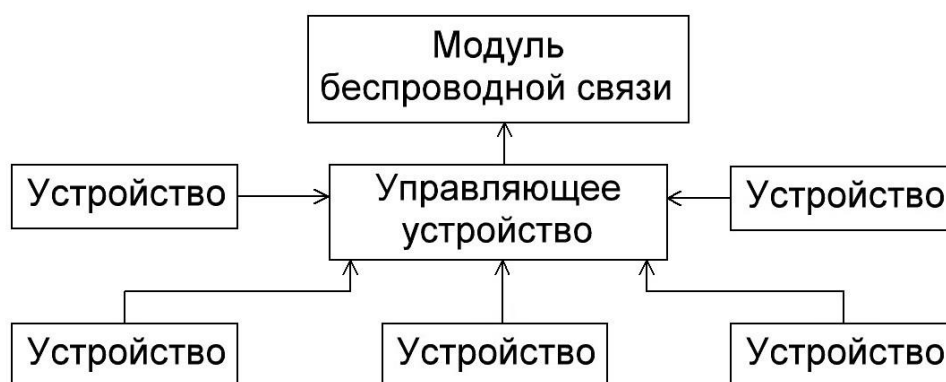 Модуль
беспроводной связи
Устройство
Управляющее
устройство
Устройство
Устройство
Устройство
Устройство